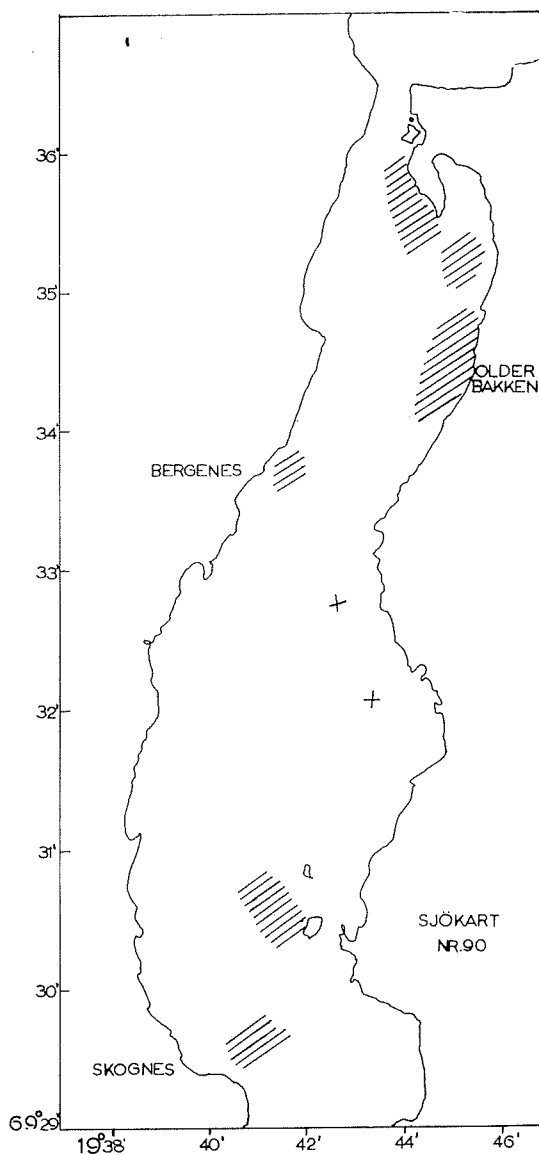 36'
35'
OLDER
BAKKEN
34'
BERGENES
33'
32'
31'
SJÖKART
NR.90
30'
SKOGNES
69°29'
19°38' 40' 42' 44' 46'